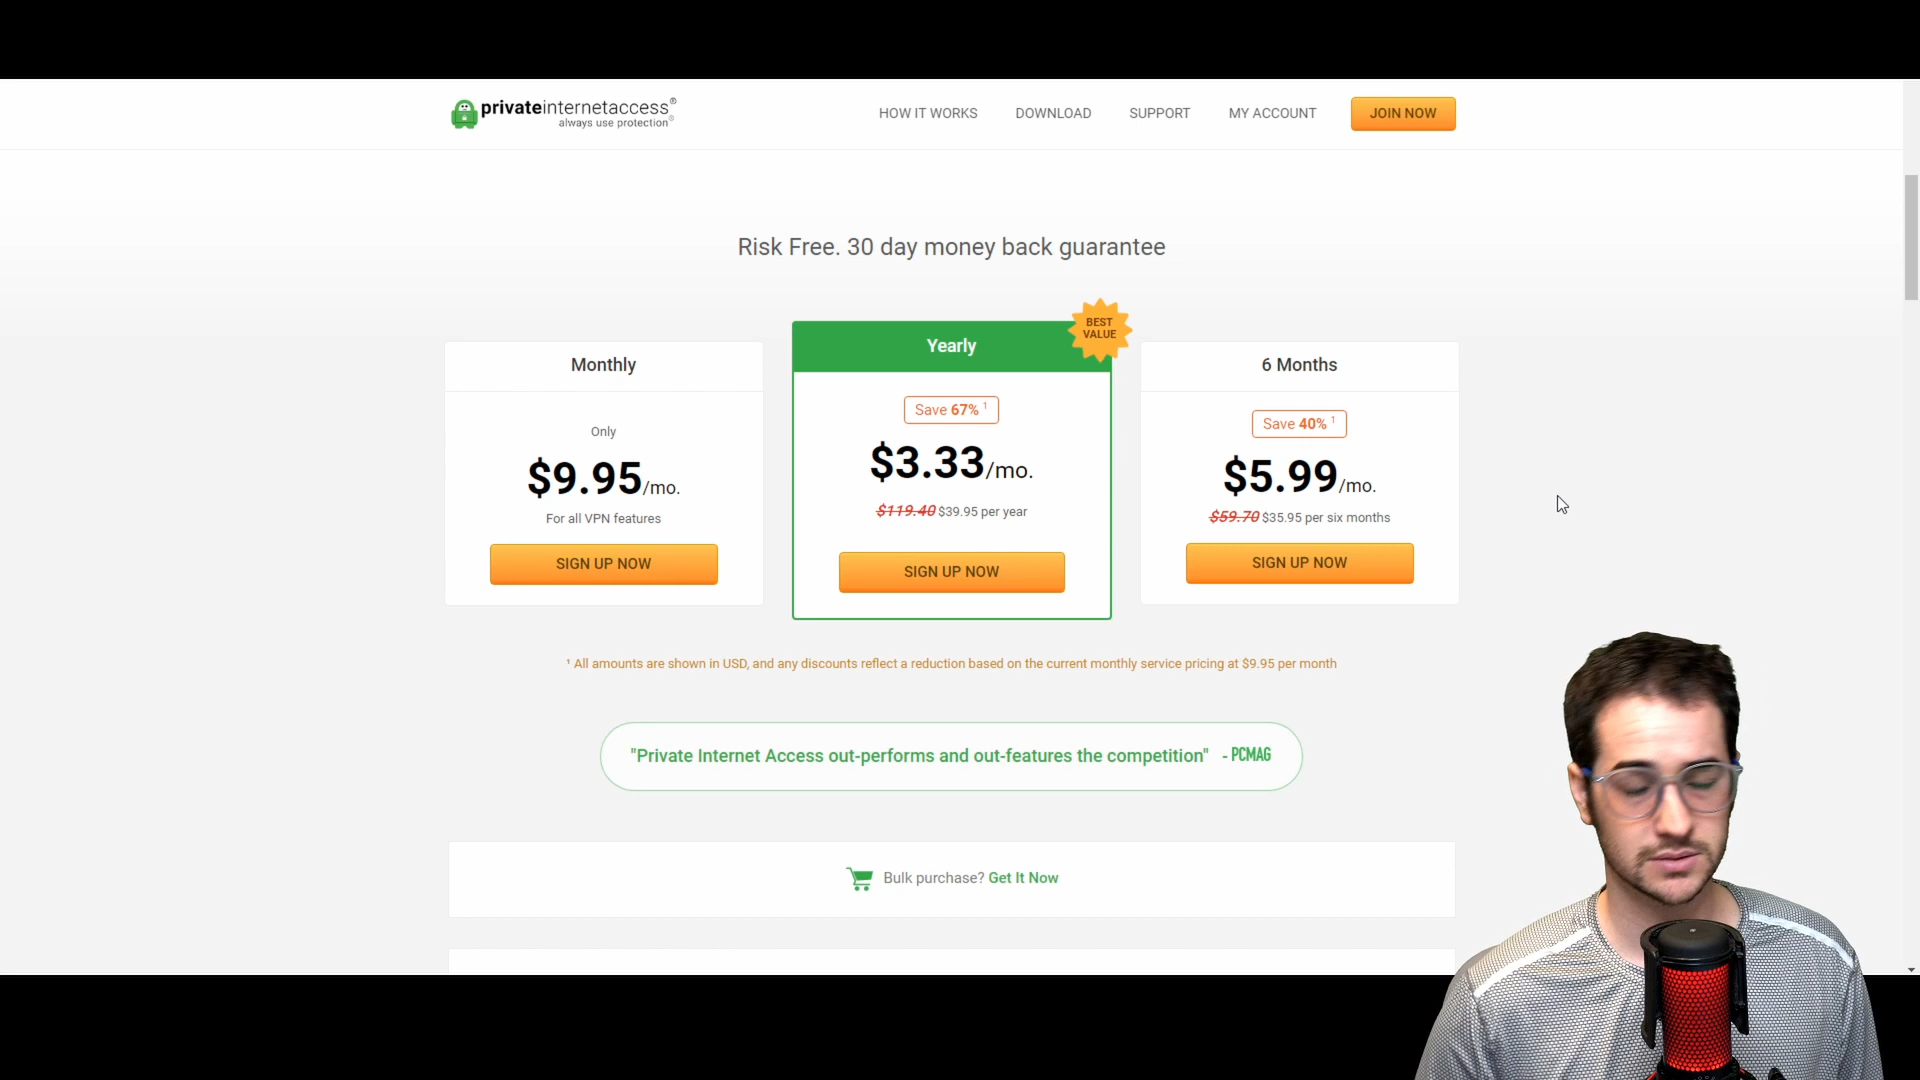 privateinternetaccess®
always use protection®
HOW IT WORKS
DOWNLOAD
SUPPORT
MY ACCOUNT
JOIN NOW
Risk Free. 30 day money back guarantee
Monthly
Only
$9.95/mo.
For all VPN features
SIGN UP NOW
BEST
VALUE
Yearly
Save 67% ¹
$3.33/mo.
$119.40 $39.95 per year
SIGN UP NOW
6 Months
Save 40% ¹
$5.99/mo.
$59.70 $35.95 per six months
SIGN UP NOW
¹ All amounts are shown in USD, and any discounts reflect a reduction based on the current monthly service pricing at $9.95 per month
"Private Internet Access out-performs and out-features the competition" - PCMAG
Bulk purchase? Get It Now